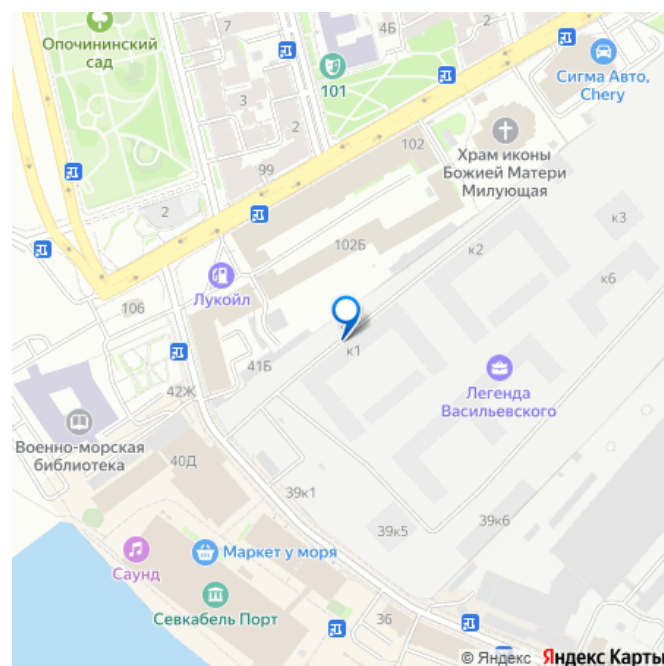 Опочининский
сад
7
4Б
101
Сигма Авто,
Chery
3
2
99
102
Храм иконы
Божией Матери
Милующая
2
к3
к2
102Б
к6
Лукойл
106
к1
41Б
Легенда
Васильевского
42Ж
Военно-морская
библиотека
40Д
39к1
39к5
39к6
Маркет у моря
Саунд
Севкабель Порт
36
© Яндекс Яндекс Карты